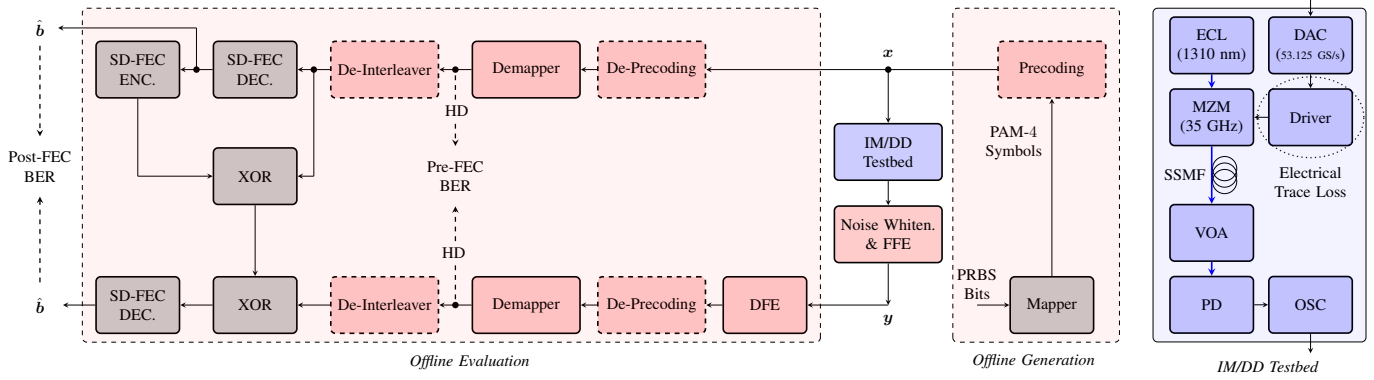 b̂
SD-FEC
ENC.
SD-FEC
DEC.
De-Interleaver
Demapper
De-Precoding
x
Precoding
HD
Post-FEC
BER
XOR
Pre-FEC
BER
IM/DD
Testbed
PAM-4
Symbols
Noise Whiten.
& FFE
HD
PRBS
Bits
b̂
SD-FEC
DEC.
XOR
De-Interleaver
Demapper
De-Precoding
DFE
y
Mapper
Offline Evaluation
Offline Generation
ECL
(1310 nm)
DAC
(53.125 GS/s)
MZM
(35 GHz)
Driver
SSMF
Electrical
Trace Loss
VOA
PD
OSC
IM/DD Testbed